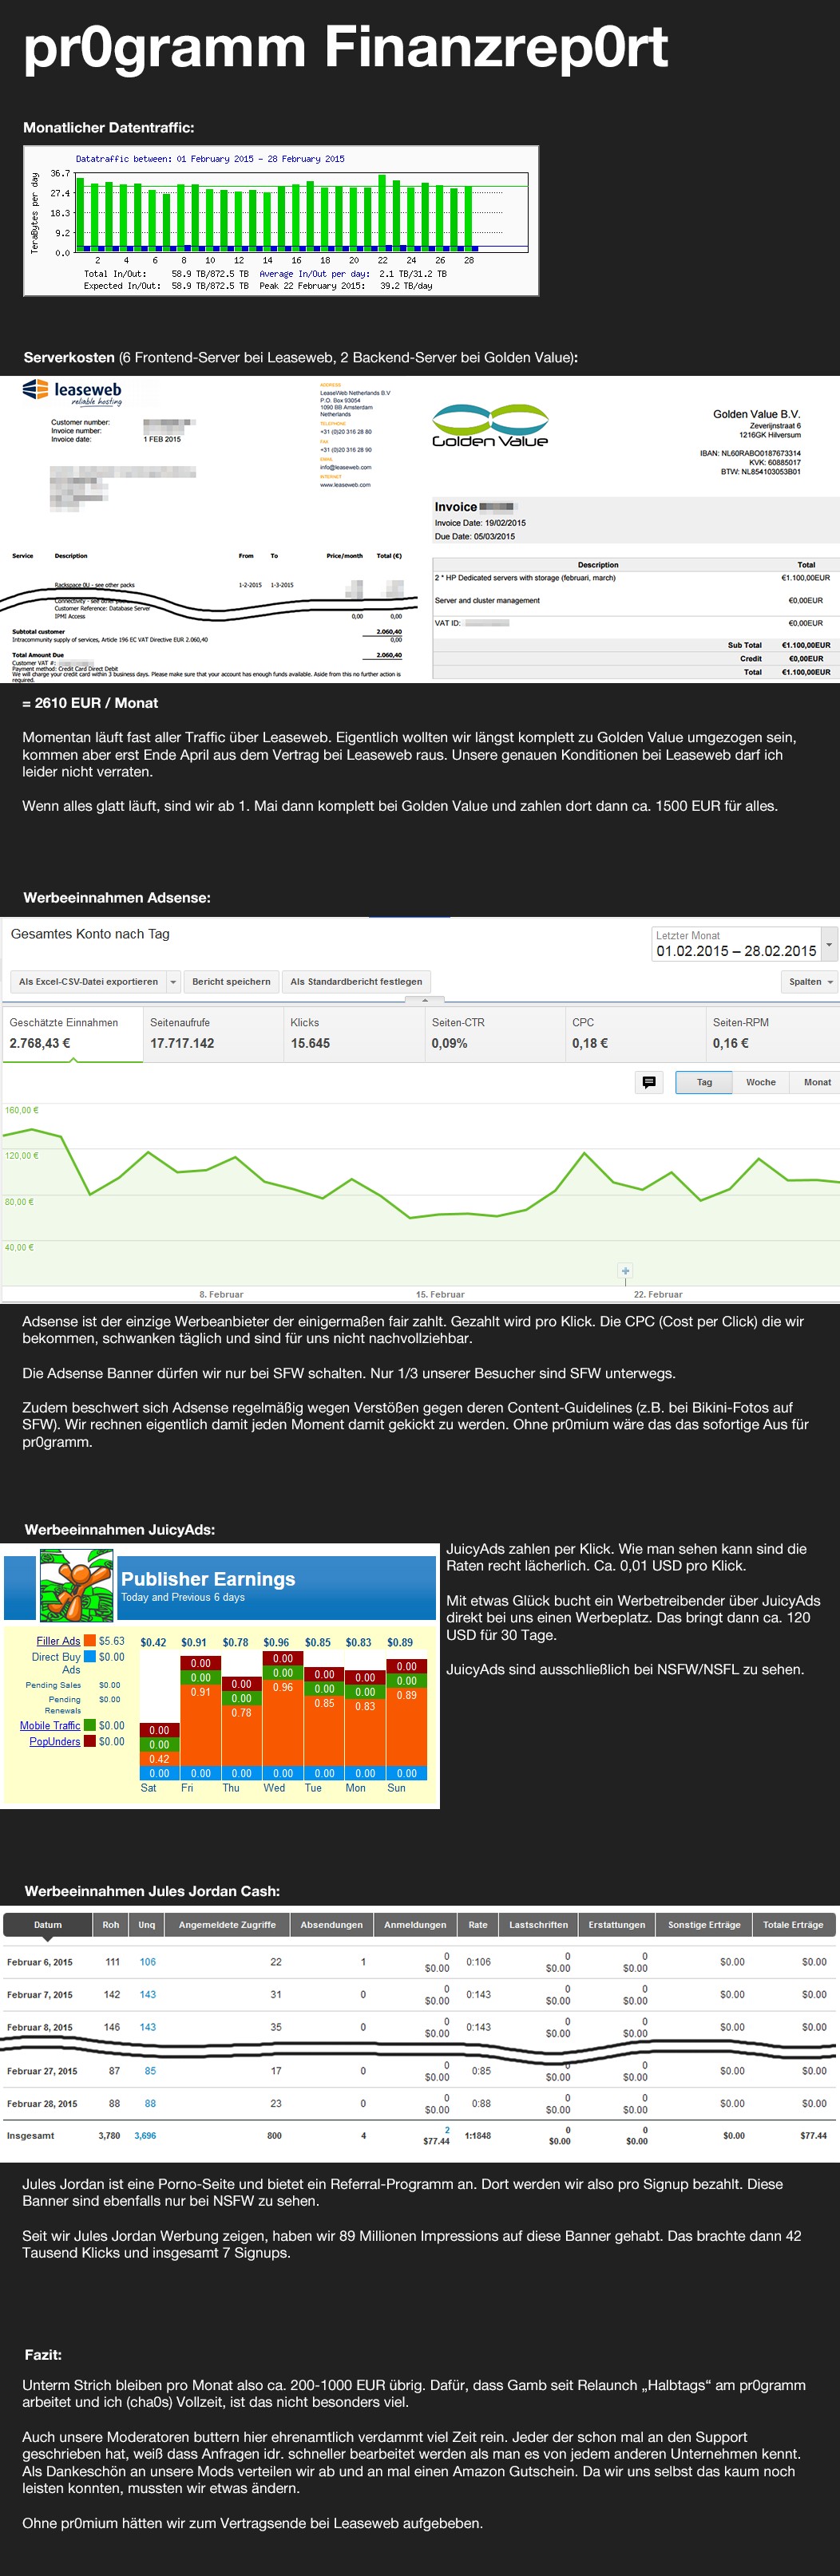 pr0gramm Finanzrep0rt
Monatlicher Datentraffic:
Datatraffic between: 01 February 2015 - 28 February 2015
TeraBytes per day
36.7
27.4
18.3
9.2
0.0
2 4 6 8 10 12 14 16 18 20 22 24 26 28
Total In/Out: 58.9 TB/872.5 TB Average In/Out per day: 2.1 TB/31.2 TB
Expected In/Out: 58.9 TB/872.5 TB Peak 22 February 2015: 39.2 TB/day
Serverkosten (6 Frontend-Server bei Leaseweb, 2 Backend-Server bei Golden Value):
leaseweb
reliable hosting
Customer number:
Invoice number:
Invoice date: 1 FEB 2015
ADDRESS
LeaseWeb Netherlands B.V
P.O. Box 93054
1090 BB Amsterdam
Netherlands
TELEPHONE
+31 (0)20 316 28 80
FAX
+31 (0)20 316 28 90
EMAIL
info@leaseweb.com
INTERNET
www.leaseweb.com
Service Description From To Price/month Total (€)
Rackspace 0U - see other packs 1-2-2015 1-3-2015
Connectivity - see other
Customer Reference: Database Server
IPMI Access 0,00 0,00
Subtotal customer 2.060,40
Intracommunity supply of services, Article 196 EC VAT Directive EUR 2.060,40 0,00
Total Amount Due 2.060,40
Customer VAT #:
Payment method: Credit Card Direct Debit
We will charge your credit card within 3 business days. Please make sure that your account has enough funds available. Aside from this no further action is
required.
Golden Value
Golden Value B.V.
Zeverijnstraat 6
1216GK Hilversum
IBAN: NL60RABO0187673314
KVK: 60885017
BTW: NL854103053B01
Invoice
Invoice Date: 19/02/2015
Due Date: 05/03/2015
Description Total
2 * HP Dedicated servers with storage (februari, march) €1.100,00EUR
Server and cluster management €0,00EUR
VAT ID: €0,00EUR
Sub Total €1.100,00EUR
Credit €0,00EUR
Total €1.100,00EUR
= 2610 EUR / Monat
Momentan läuft fast aller Traffic über Leaseweb. Eigentlich wollten wir längst komplett zu Golden Value umgezogen sein,
kommen aber erst Ende April aus dem Vertrag bei Leaseweb raus. Unsere genauen Konditionen bei Leaseweb darf ich
leider nicht verraten.
Wenn alles glatt läuft, sind wir ab 1. Mai dann komplett bei Golden Value und zahlen dort dann ca. 1500 EUR für alles.
Werbeeinnahmen Adsense:
Gesamtes Konto nach Tag
Letzter Monat
01.02.2015 – 28.02.2015
Als Excel-CSV-Datei exportieren Bericht speichern Als Standardbericht festlegen Spalten
Geschätzte Einnahmen Seitenaufrufe Klicks Seiten-CTR CPC Seiten-RPM
2.768,43 € 17.717.142 15.645 0,09% 0,18 € 0,16 €
Tag Woche Monat
160,00 €
120,00 €
80,00 €
40,00 €
8. Februar 15. Februar 22. Februar
Adsense ist der einzige Werbeanbieter der einigermaßen fair zahlt. Gezahlt wird pro Klick. Die CPC (Cost per Click) die wir
bekommen, schwanken täglich und sind für uns nicht nachvollziehbar.
Die Adsense Banner dürfen wir nur bei SFW schalten. Nur 1/3 unserer Besucher sind SFW unterwegs.
Zudem beschwert sich Adsense regelmäßig wegen Verstößen gegen deren Content-Guidelines (z.B. bei Bikini-Fotos auf
SFW). Wir rechnen eigentlich damit jeden Moment damit gekickt zu werden. Ohne pr0mium wäre das das sofortige Aus für
pr0gramm.
Werbeeinnahmen JuicyAds:
Publisher Earnings
Today and Previous 6 days
Filler Ads $5.63
Direct Buy Ads $0.00
Pending Sales $0.00
Pending Renewals $0.00
Mobile Traffic $0.00
PopUnders $0.00
$0.42 $0.91 $0.78 $0.96 $0.85 $0.83 $0.89
0.00 0.00 0.00 0.00 0.00 0.00 0.00
0.00 0.00 0.00 0.00 0.00 0.00 0.00
0.42 0.91 0.78 0.96 0.85 0.83 0.89
0.00 0.00 0.00 0.00 0.00 0.00 0.00
Sat Fri Thu Wed Tue Mon Sun
JuicyAds zahlen per Klick. Wie man sehen kann sind die
Raten recht lächerlich. Ca. 0,01 USD pro Klick.
Mit etwas Glück bucht ein Werbetreibender über JuicyAds
direkt bei uns einen Werbeplatz. Das bringt dann ca. 120
USD für 30 Tage.
JuicyAds sind ausschließlich bei NSFW/NSFL zu sehen.
Werbeeinnahmen Jules Jordan Cash:
Datum Roh Unq Angemeldete Zugriffe Absendungen Anmeldungen Rate Lastschriften Erstattungen Sonstige Erträge Totale Erträge
Februar 6, 2015 111 106 22 1 0 $0.00 0:106 0 $0.00 0 $0.00 $0.00 $0.00
Februar 7, 2015 142 143 31 0 0 $0.00 0:143 0 $0.00 0 $0.00 $0.00 $0.00
Februar 8, 2015 146 143 35 0 0 $0.00 0:143 0 $0.00 0 $0.00 $0.00 $0.00
Februar 27, 2015 87 85 17 0 0 $0.00 0:85 0 $0.00 0 $0.00 $0.00 $0.00
Februar 28, 2015 88 88 23 0 0 $0.00 0:88 0 $0.00 0 $0.00 $0.00 $0.00
Insgesamt 3,780 3,696 800 4 2 $77.44 1:1848 0 $0.00 0 $0.00 $0.00 $77.44
Jules Jordan ist eine Porno-Seite und bietet ein Referral-Programm an. Dort werden wir also pro Signup bezahlt. Diese
Banner sind ebenfalls nur bei NSFW zu sehen.
Seit wir Jules Jordan Werbung zeigen, haben wir 89 Millionen Impressions auf diese Banner gehabt. Das brachte dann 42
Tausend Klicks und insgesamt 7 Signups.
Fazit:
Unterm Strich bleiben pro Monat also ca. 200-1000 EUR übrig. Dafür, dass Gamb seit Relaunch „Halbtags“ am pr0gramm
arbeitet und ich (cha0s) Vollzeit, ist das nicht besonders viel.
Auch unsere Moderatoren buttern hier ehrenamtlich verdammt viel Zeit rein. Jeder der schon mal an den Support
geschrieben hat, weiß dass Anfragen idr. schneller bearbeitet werden als man es von jedem anderen Unternehmen kennt.
Als Dankeschön an unsere Mods verteilen wir ab und an mal einen Amazon Gutschein. Da wir uns selbst das kaum noch
leisten konnten, mussten wir etwas ändern.
Ohne pr0mium hätten wir zum Vertragsende bei Leaseweb aufgebeben.